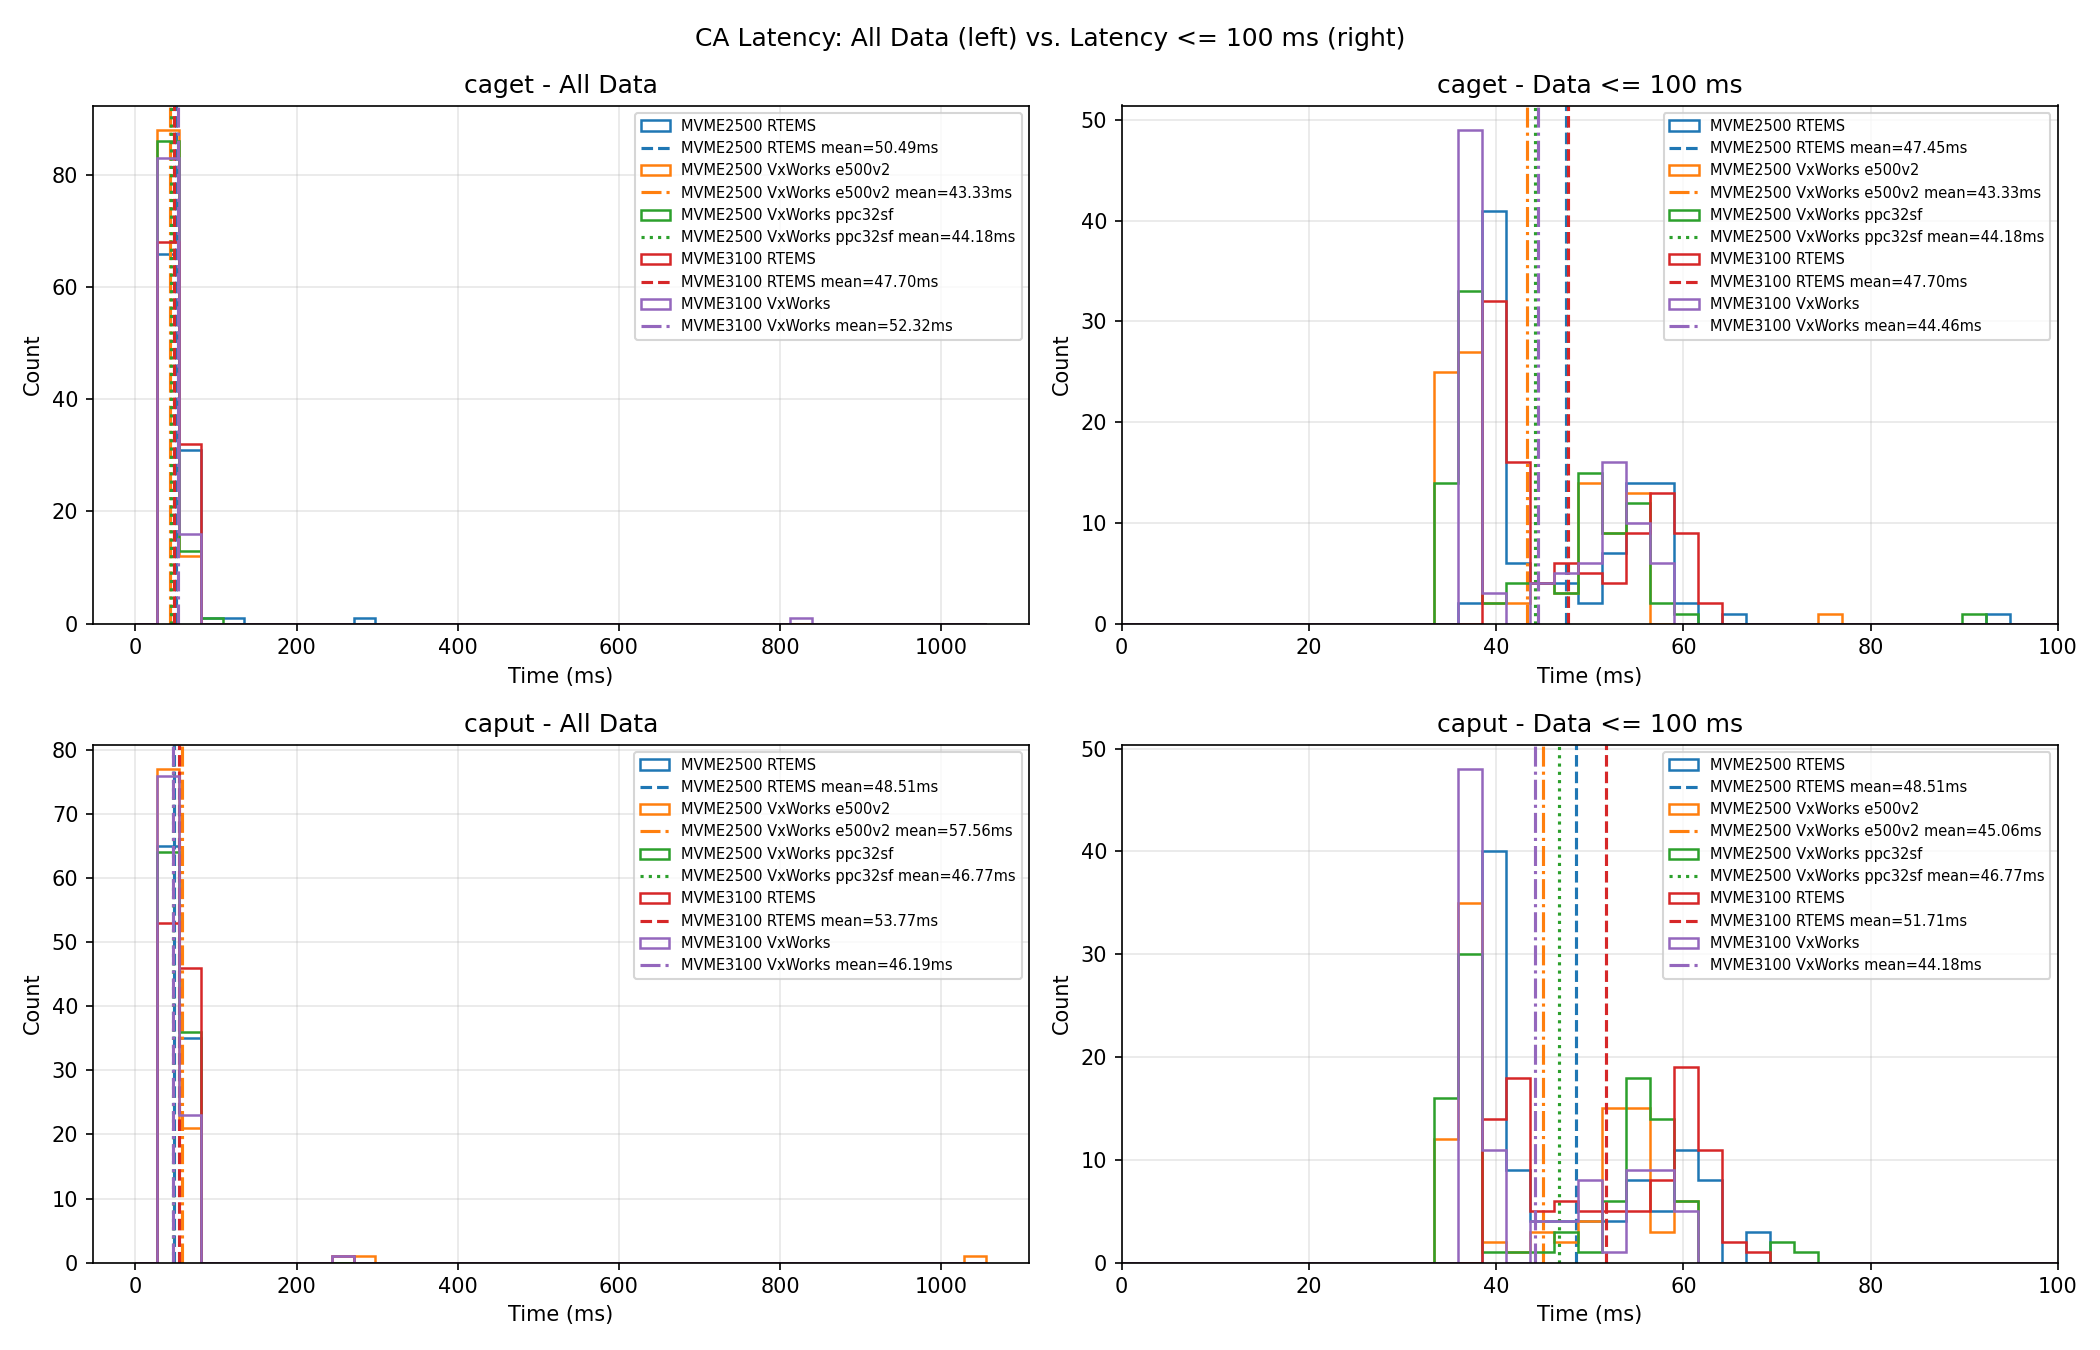 CA Latency: All Data (left) vs. Latency <= 100 ms (right)
caget - All Data
Count
80
60
40
20
0
0 200 400 600 800 1000
Time (ms)
MVME2500 RTEMS
MVME2500 RTEMS mean=50.49ms
MVME2500 VxWorks e500v2
MVME2500 VxWorks e500v2 mean=43.33ms
MVME2500 VxWorks ppc32sf
MVME2500 VxWorks ppc32sf mean=44.18ms
MVME3100 RTEMS
MVME3100 RTEMS mean=47.70ms
MVME3100 VxWorks
MVME3100 VxWorks mean=52.32ms
caget - Data <= 100 ms
Count
50
40
30
20
10
0
0 20 40 60 80 100
Time (ms)
MVME2500 RTEMS
MVME2500 RTEMS mean=47.45ms
MVME2500 VxWorks e500v2
MVME2500 VxWorks e500v2 mean=43.33ms
MVME2500 VxWorks ppc32sf
MVME2500 VxWorks ppc32sf mean=44.18ms
MVME3100 RTEMS
MVME3100 RTEMS mean=47.70ms
MVME3100 VxWorks
MVME3100 VxWorks mean=44.46ms
caput - All Data
Count
80
70
60
50
40
30
20
10
0
0 200 400 600 800 1000
Time (ms)
MVME2500 RTEMS
MVME2500 RTEMS mean=48.51ms
MVME2500 VxWorks e500v2
MVME2500 VxWorks e500v2 mean=57.56ms
MVME2500 VxWorks ppc32sf
MVME2500 VxWorks ppc32sf mean=46.77ms
MVME3100 RTEMS
MVME3100 RTEMS mean=53.77ms
MVME3100 VxWorks
MVME3100 VxWorks mean=46.19ms
caput - Data <= 100 ms
Count
50
40
30
20
10
0
0 20 40 60 80 100
Time (ms)
MVME2500 RTEMS
MVME2500 RTEMS mean=48.51ms
MVME2500 VxWorks e500v2
MVME2500 VxWorks e500v2 mean=45.06ms
MVME2500 VxWorks ppc32sf
MVME2500 VxWorks ppc32sf mean=46.77ms
MVME3100 RTEMS
MVME3100 RTEMS mean=51.71ms
MVME3100 VxWorks
MVME3100 VxWorks mean=44.18ms